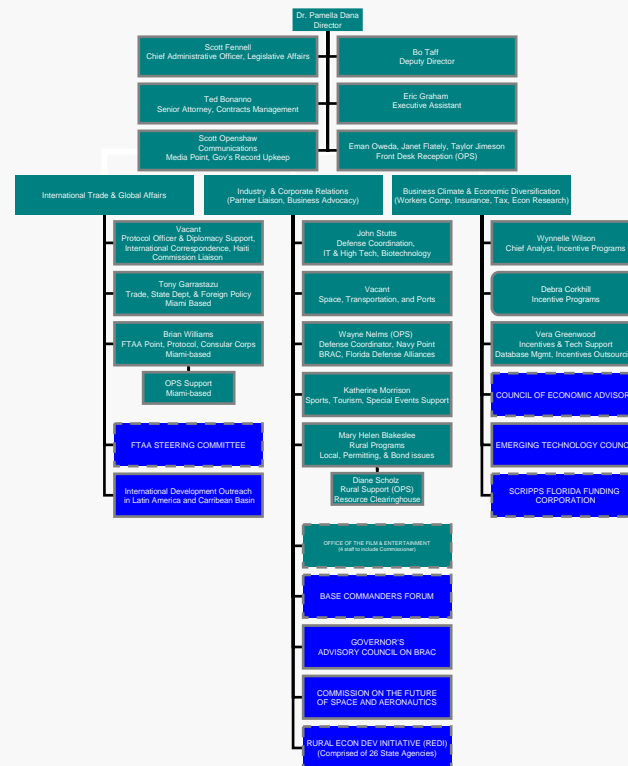 Dr. Pamella Dana
Director
Scott Fennell
Chief Administrative Officer, Legislative Affairs
Bo Taff
Deputy Director
Ted Bonanno
Senior Attorney, Contracts Management
Eric Graham
Executive Assistant
Scott Openshaw
Communications
Media Point, Gov's Record Upkeep
Eman Oweda, Janet Flately, Taylor Jimeson
Front Desk Reception (OPS)
International Trade & Global Affairs
Industry & Corporate Relations
(Partner Liaison, Business Advocacy)
Business Climate & Economic Diversification
(Workers Comp, Insurance, Tax, Econ Research)
Vacant
Protocol Officer & Diplomacy Support,
International Correspondence, Haiti
Commission Liaison
Tony Garrastazu
Trade, State Dept, & Foreign Policy
Miami Based
Brian Williams
FTAA Point, Protocol, Consular Corps
Miami-based
OPS Support
Miami-based
FTAA STEERING COMMITTEE
International Development Outreach
in Latin America and Carribean Basin
John Stutts
Defense Coordination,
IT & High Tech, Biotechnology
Vacant
Space, Transportation, and Ports
Wayne Nelms (OPS)
Defense Coordinator, Navy Point
BRAC, Florida Defense Alliances
Katherine Morrison
Sports, Tourism, Special Events Support
Mary Helen Blakeslee
Rural Programs
Local, Permitting, & Bond issues
Diane Scholz
Rural Support (OPS)
Resource Clearinghouse
OFFICE OF THE FILM & ENTERTAINMENT
(4 staff to include Commissioner)
BASE COMMANDERS FORUM
GOVERNOR'S
ADVISORY COUNCIL ON BRAC
COMMISSION ON THE FUTURE
OF SPACE AND AERONAUTICS
RURAL ECON DEV INITIATIVE (REDI)
(Comprised of 26 State Agencies)
Wynnelle Wilson
Chief Analyst, Incentive Programs
Debra Corkhill
Incentive Programs
Vera Greenwood
Incentives & Tech Support
Database Mgmt, Incentives Outsourcin
COUNCIL OF ECONOMIC ADVISOR
EMERGING TECHNOLOGY COUNC
SCRIPPS FLORIDA FUNDING
CORPORATION